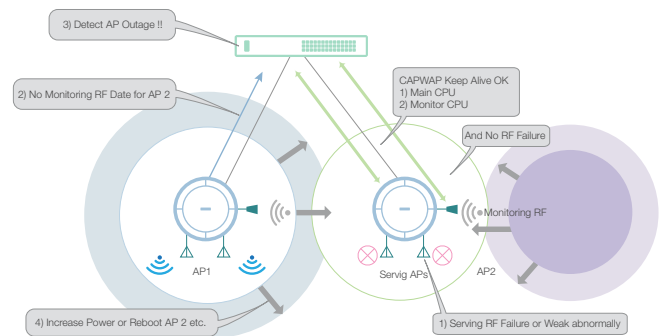 3) Detect AP Outage !!
CAPWAP Keep Alive OK
1) Main CPU
2) Monitor CPU
2) No Monitoring RF Date for AP 2
And No RF Failure
Monitoring RF
AP1
Servig APs
AP2
4) Increase Power or Reboot AP 2 etc.
1) Serving RF Failure or Weak abnormally